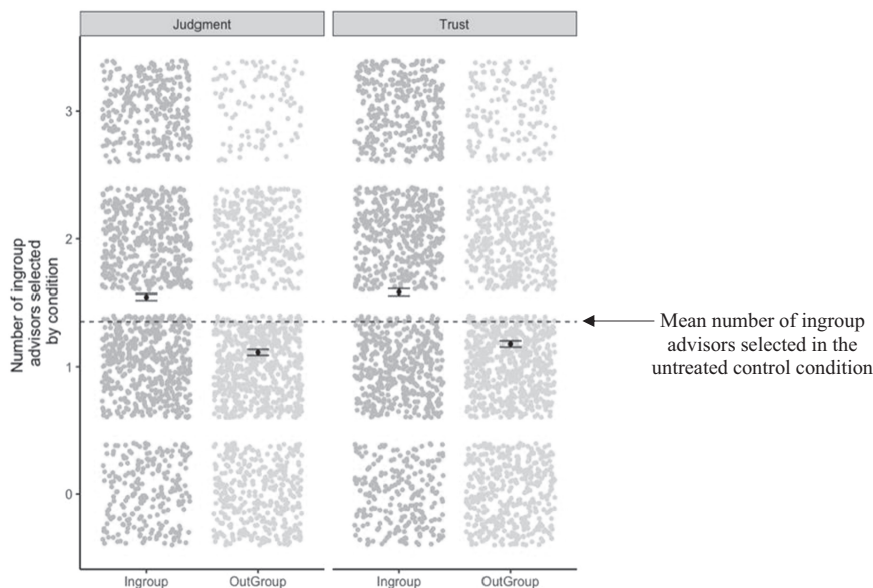 Judgment
Trust
3
2
1
0
Number of ingroup
advisors selected
by condition
Mean number of ingroup
advisors selected in the
untreated control condition
Ingroup
OutGroup
Ingroup
OutGroup